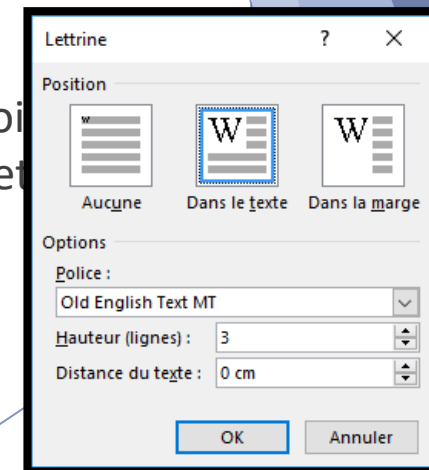 Lettrine ? ×
Position
W W W
Aucune Dans le texte Dans la marge
Options
Police :
Old English Text MT
Hauteur (lignes) : 3
Distance du texte : 0 cm
OK Annuler